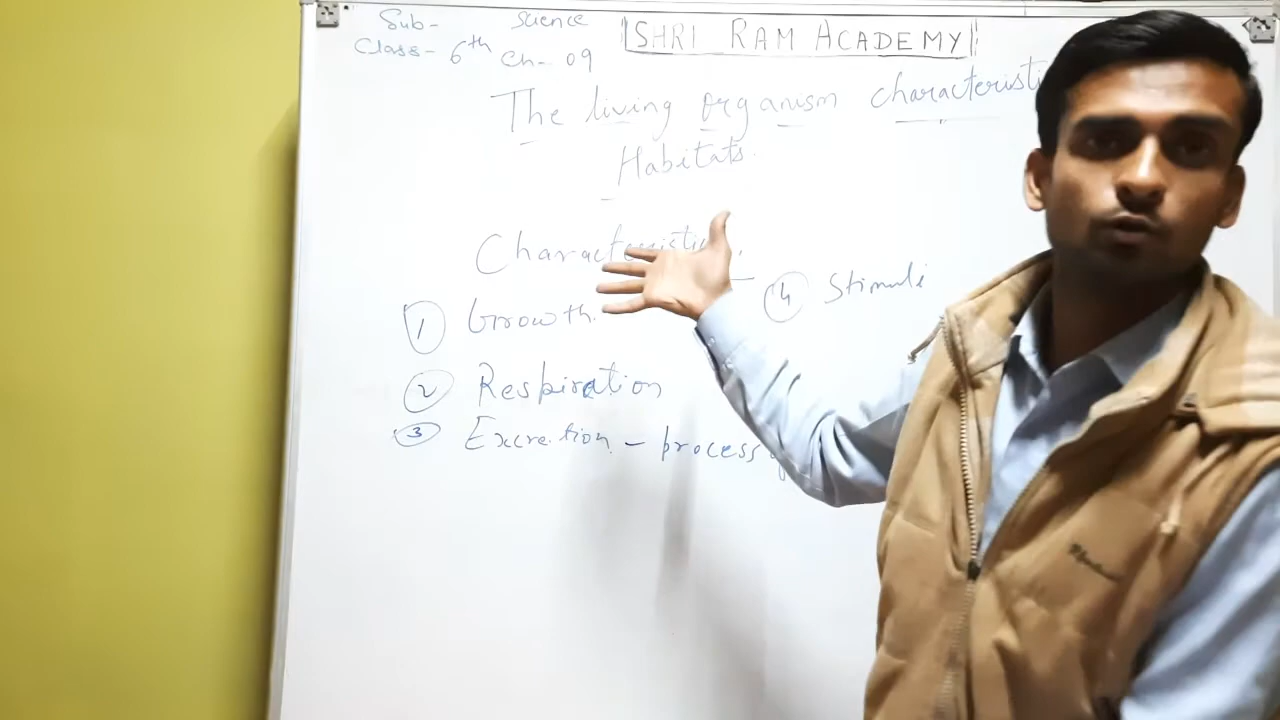 Sub- Science
SHRI RAM ACADEMY
Class- 6th Ch- 09
The living organism characteristi
Habitats.
Characteristic
1 Growth.
4 Stimuli
2 Respiration
3 Excretion - process